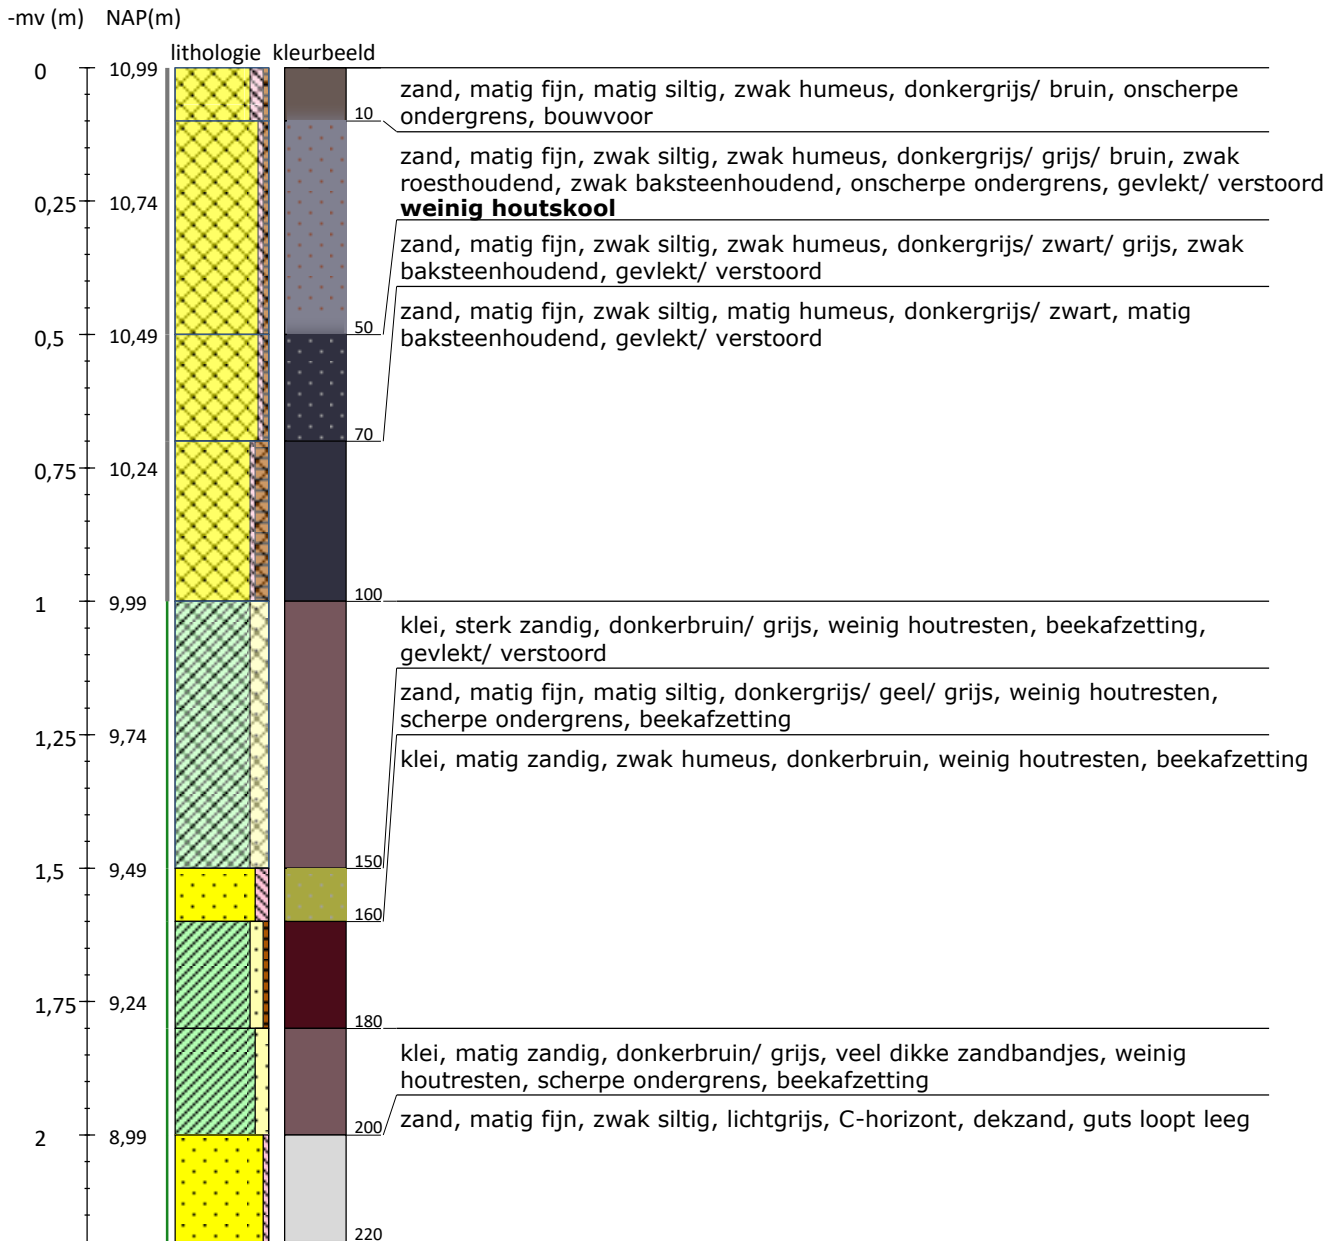 -mv (m) NAP(m)
lithologie kleurbeeld
0 10,99
zand, matig fijn, matig siltig, zwak humeus, donkergrijs/ bruin, onscherpe
ondergrens, bouwvoor
10
zand, matig fijn, zwak siltig, zwak humeus, donkergrijs/ grijs/ bruin, zwak
roesthoudend, zwak baksteenhoudend, onscherpe ondergrens, gevlekt/ verstoord
weinig houtskool
0,25 10,74
zand, matig fijn, zwak siltig, zwak humeus, donkergrijs/ zwart/ grijs, zwak
baksteenhoudend, gevlekt/ verstoord
zand, matig fijn, zwak siltig, matig humeus, donkergrijs/ zwart, matig
baksteenhoudend, gevlekt/ verstoord
50
0,5 10,49
70
0,75 10,24
100
1 9,99
klei, sterk zandig, donkerbruin/ grijs, weinig houtresten, beekafzetting,
gevlekt/ verstoord
zand, matig fijn, matig siltig, donkergrijs/ geel/ grijs, weinig houtresten,
scherpe ondergrens, beekafzetting
1,25 9,74
klei, matig zandig, zwak humeus, donkerbruin, weinig houtresten, beekafzetting
150
1,5 9,49
160
1,75 9,24
180
klei, matig zandig, donkerbruin/ grijs, veel dikke zandbandjes, weinig
houtresten, scherpe ondergrens, beekafzetting
zand, matig fijn, zwak siltig, lichtgrijs, C-horizont, dekzand, guts loopt leeg
200
2 8,99
220